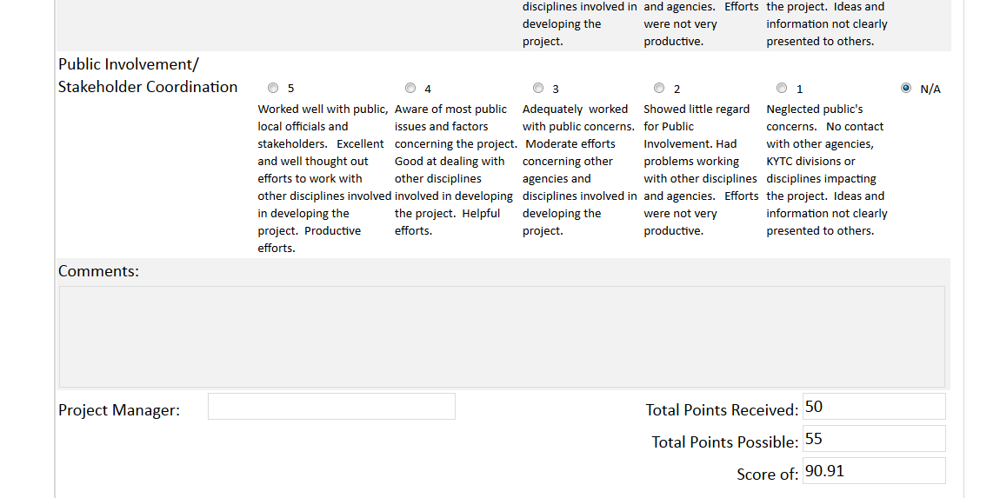 disciplines involved in and agencies. Efforts the project. Ideas and
developing the were not very information not clearly
project. productive. presented to others.
Public Involvement/
Stakeholder Coordination 5 4 3 2 1 N/A
Worked well with public,
local officials and
stakeholders. Excellent
and well thought out
efforts to work with
other disciplines involved
in developing the
project. Productive
efforts.
Aware of most public
issues and factors
concerning the project.
Good at dealing with
other disciplines
involved in developing
the project. Helpful
efforts.
Adequately worked
with public concerns.
Moderate efforts
concerning other
agencies and
disciplines involved in
developing the
project.
Showed little regard
for Public
Involvement. Had
problems working
with other disciplines
and agencies. Efforts
were not very
productive.
Neglected public's
concerns. No contact
with other agencies,
KYTC divisions or
disciplines impacting
the project. Ideas and
information not clearly
presented to others.
Comments:
Project Manager:
Total Points Received: 50
Total Points Possible: 55
Score of: 90.91